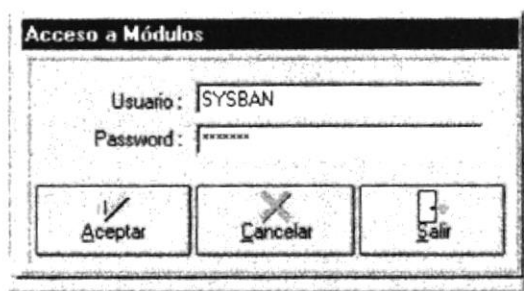 Acceso a Módulos
Usuario: SYSBAN
Password: *******
Aceptar Cancelar Salir